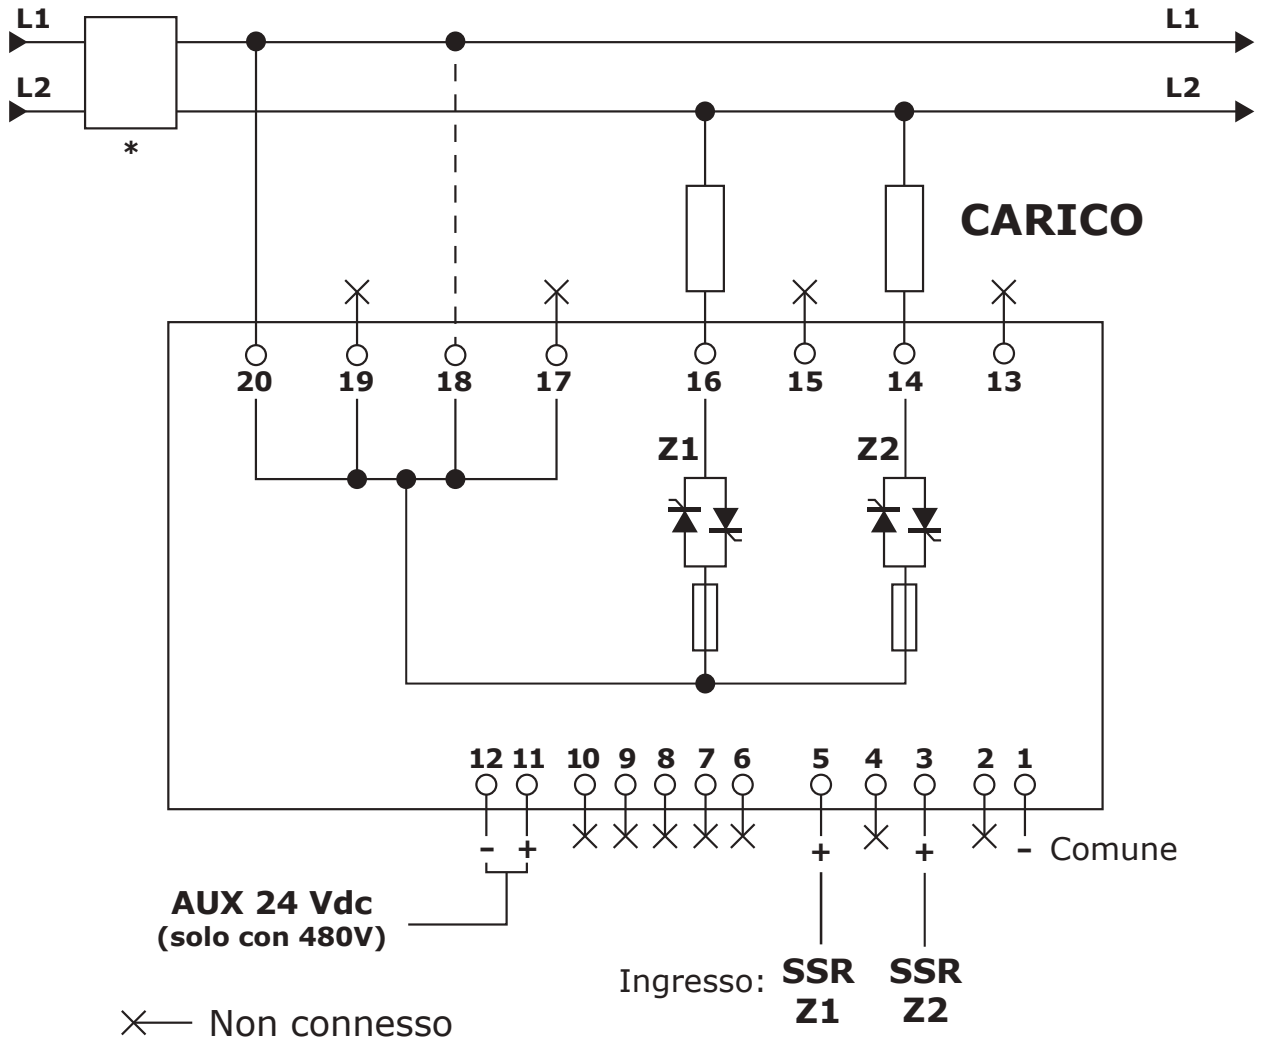 L1 L1
L2 L2
*
CARICO
20 19 18 17 16 15 14 13
Z1 Z2
12 11 10 9 8 7 6 5 4 3 2 1
– + + + – Comune
AUX 24 Vdc
(solo con 480V)
Ingresso: SSR SSR
Z1 Z2
Non connesso